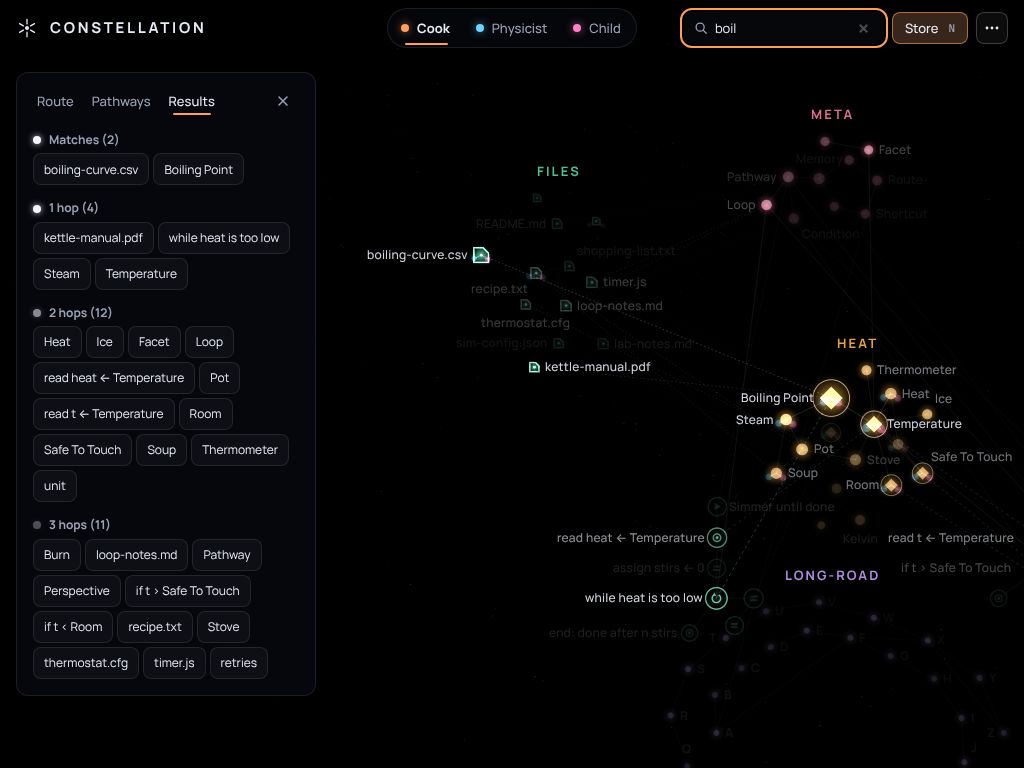 CONSTELLATION
Cook Physicist Child
boil
Store N
Route Pathways Results
Matches (2)
boiling-curve.csv Boiling Point
1 hop (4)
kettle-manual.pdf while heat is too low
Steam Temperature
2 hops (12)
Heat Ice Facet Loop
read heat ← Temperature Pot
read t ← Temperature Room
Safe To Touch Soup Thermometer
unit
3 hops (11)
Burn loop-notes.md Pathway
Perspective if t > Safe To Touch
if t < Room recipe.txt Stove
thermostat.cfg timer.js retries
META
Facet
Memory
Pathway
Route
Loop
Shortcut
Condition
FILES
README.md
shopping-list.txt
boiling-curve.csv
recipe.txt
timer.js
loop-notes.md
thermostat.cfg
sim-config.json
lab-notes.md
kettle-manual.pdf
HEAT
Thermometer
Boiling Point
Heat
Ice
Steam
Temperature
Pot
Stove
Safe To Touch
Soup
Room
Simmer until done
read heat ← Temperature
Kelvin
read t ← Temperature
assign stirs ← 0
if t > Safe To Touch
LONG-ROAD
while heat is too low
end: done after n stirs
V
U
W
T
E
F
X
D
G
S
C
H
Y
B
R
I
A
Z
Q
J